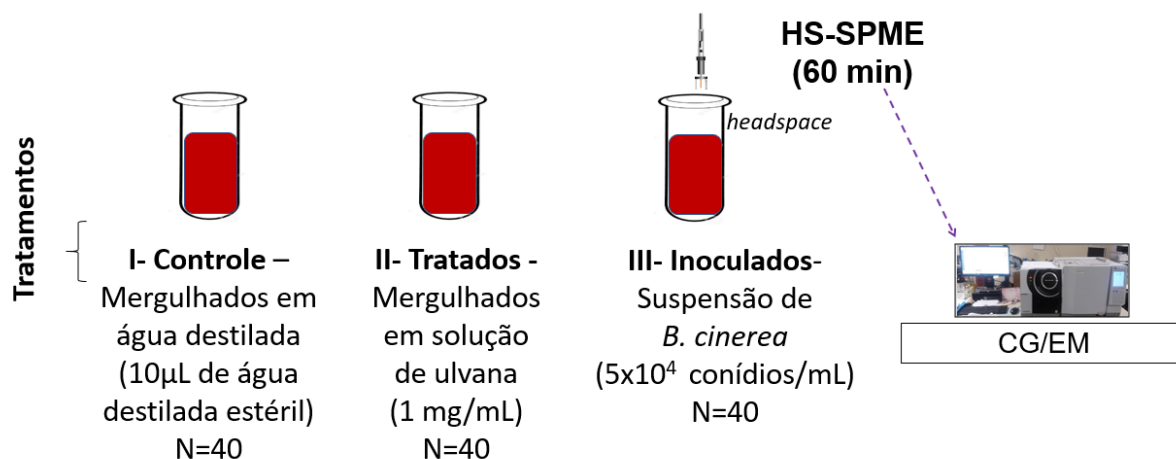 HS-SPME
(60 min)
headspace
Tratamentos
I- Controle –
Mergulhados em
água destilada
(10µL de água
destilada estéril)
N=40
II- Tratados -
Mergulhados
em solução
de ulvana
(1 mg/mL)
N=40
III- Inoculados-
Suspensão de
B. cinerea
(5x10⁴ conídios/mL)
N=40
CG/EM